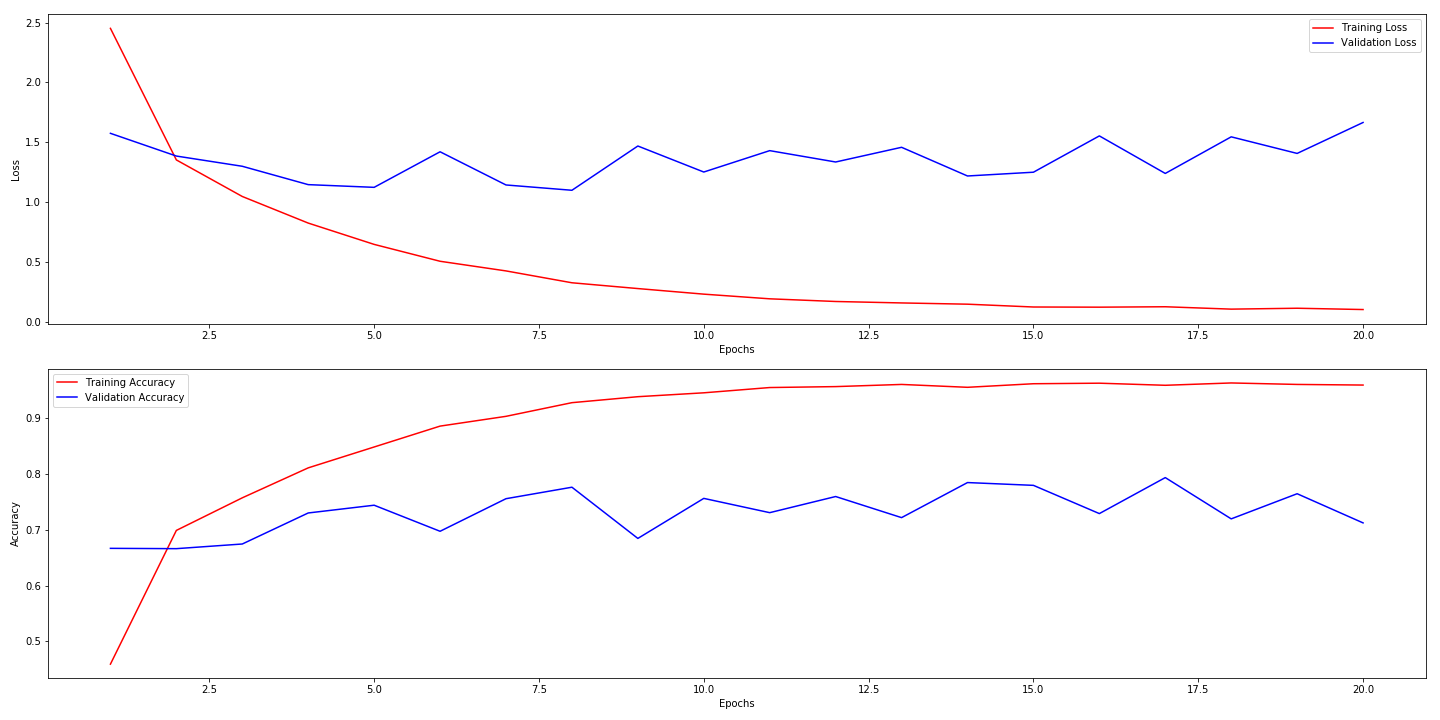 2.5
2.0
1.5
1.0
0.5
0.0
Loss
Training Loss
Validation Loss
2.5 5.0 7.5 10.0 12.5 15.0 17.5 20.0
Epochs
0.9
0.8
0.7
0.6
0.5
Accuracy
Training Accuracy
Validation Accuracy
2.5 5.0 7.5 10.0 12.5 15.0 17.5 20.0
Epochs